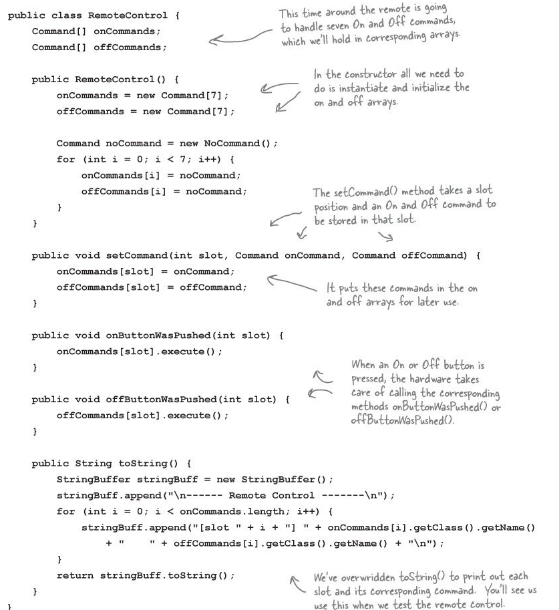 public class RemoteControl {
Command[] onCommands;
Command[] offCommands;
This time around the remote is going
to handle seven On and Off commands,
which we'll hold in corresponding arrays.
public RemoteControl() {
onCommands = new Command[7];
offCommands = new Command[7];
In the constructor all we need to
do is instantiate and initialize the
on and off arrays.
Command noCommand = new NoCommand();
for (int i = 0; i < 7; i++) {
onCommands[i] = noCommand;
offCommands[i] = noCommand;
}
}
The setCommand() method takes a slot
position and an On and Off command to
be stored in that slot.
public void setCommand(int slot, Command onCommand, Command offCommand) {
onCommands[slot] = onCommand;
offCommands[slot] = offCommand;
}
It puts these commands in the on
and off arrays for later use.
public void onButtonWasPushed(int slot) {
onCommands[slot].execute();
}
public void offButtonWasPushed(int slot) {
offCommands[slot].execute();
}
When an On or Off button is
pressed, the hardware takes
care of calling the corresponding
methods onButtonWasPushed() or
offButtonWasPushed().
public String toString() {
StringBuffer stringBuff = new StringBuffer();
stringBuff.append("\n------ Remote Control -------\n");
for (int i = 0; i < onCommands.length; i++) {
stringBuff.append("[slot " + i + "] " + onCommands[i].getClass().getName()
+ "    " + offCommands[i].getClass().getName() + "\n");
}
return stringBuff.toString();
}
}
We've overwridden toString() to print out each
slot and its corresponding command. You'll see us
use this when we test the remote control.